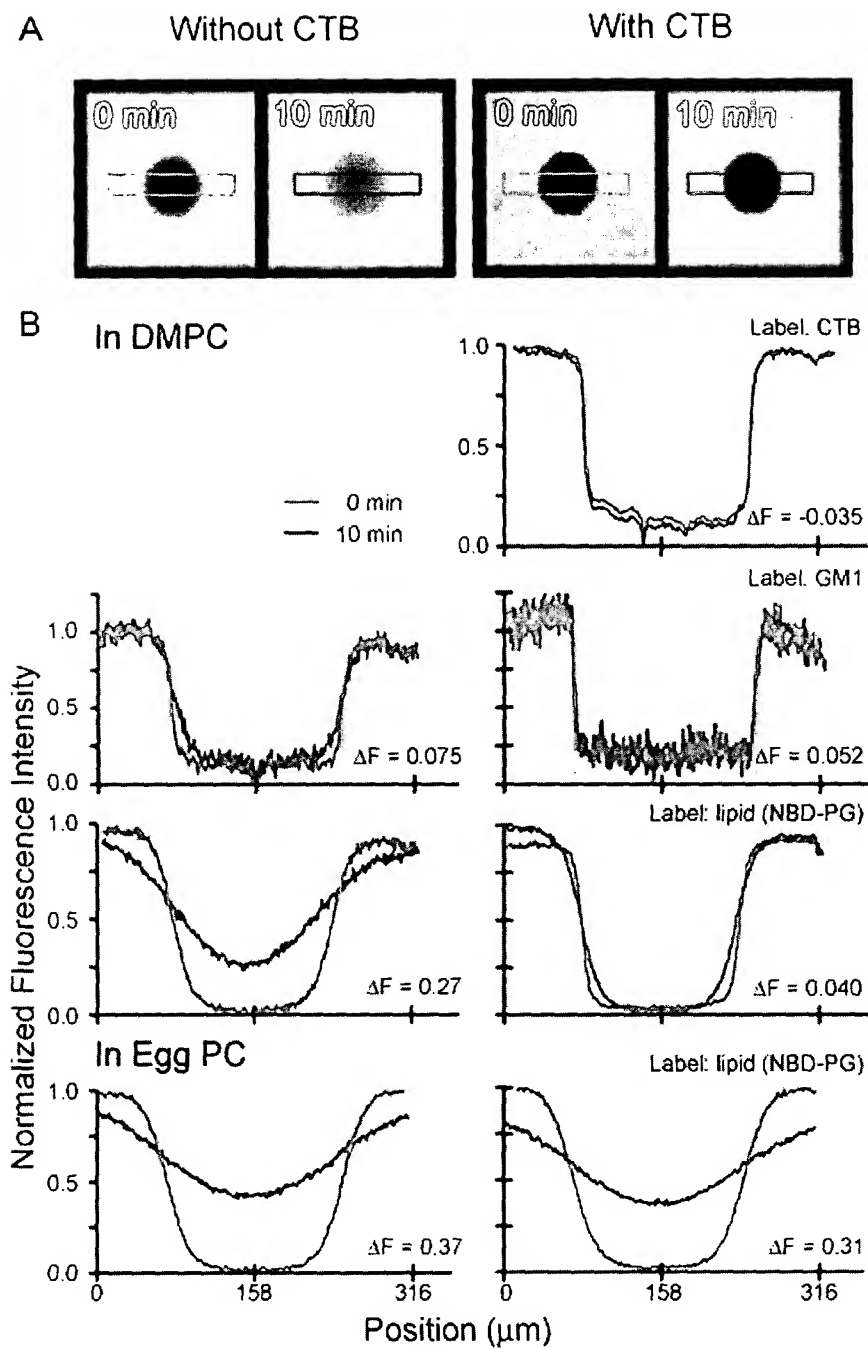 A
Without CTB
With CTB
0 min
10 min
0 min
10 min
B
In DMPC
Label. CTB
1.0
0.5
0.0
ΔF = -0.035
0 min
10 min
Label. GM1
1.0
0.5
0.0
ΔF = 0.075
ΔF = 0.052
Label: lipid (NBD-PG)
1.0
0.5
0.0
ΔF = 0.27
ΔF = 0.040
In Egg PC
Label: lipid (NBD-PG)
1.0
0.5
0.0
ΔF = 0.37
ΔF = 0.31
0 158 316
0 158 316
Normalized Fluorescence Intensity
Position (μm)